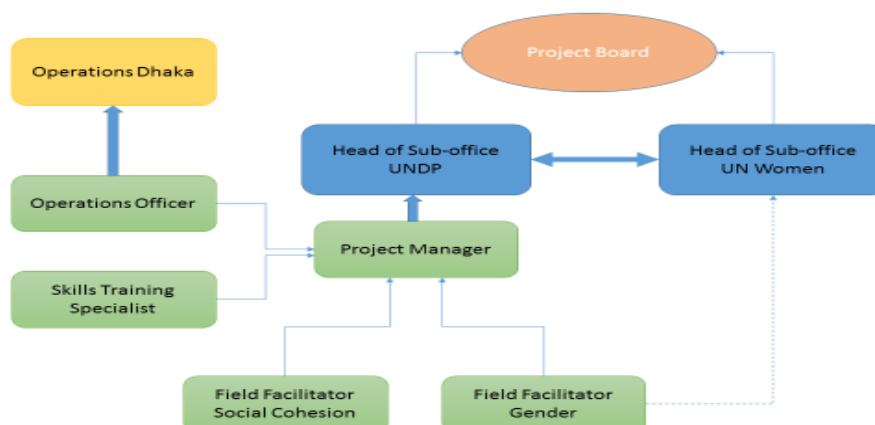 Project Board
Operations Dhaka
Head of Sub-office
UNDP
Head of Sub-office
UN Women
Operations Officer
Project Manager
Skills Training
Specialist
Field Facilitator
Social Cohesion
Field Facilitator
Gender